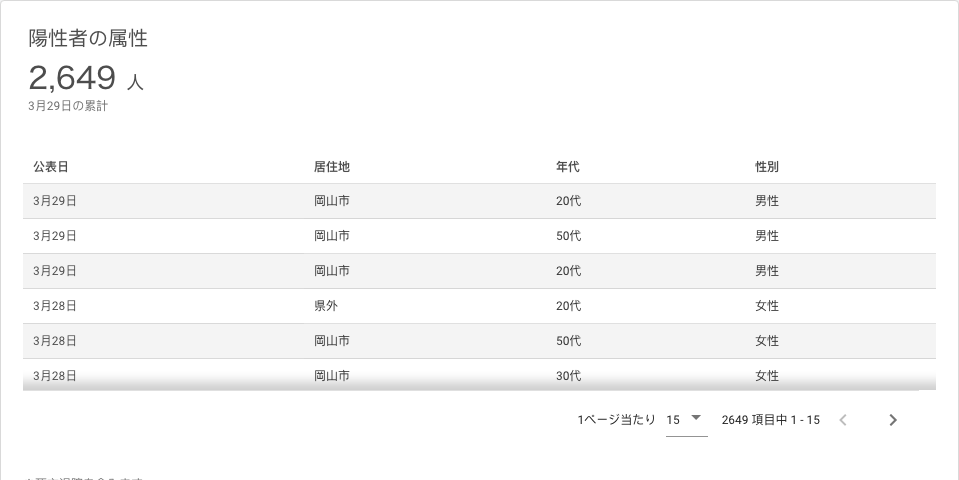 陽性者の属性
2,649 人
3月29日の累計
公表日 居住地 年代 性別
3月29日 岡山市 20代 男性
3月29日 岡山市 50代 男性
3月29日 岡山市 20代 男性
3月28日 県外 20代 女性
3月28日 岡山市 50代 女性
3月28日 岡山市 30代 女性
1ページ当たり 15 2649 項目中 1 - 15